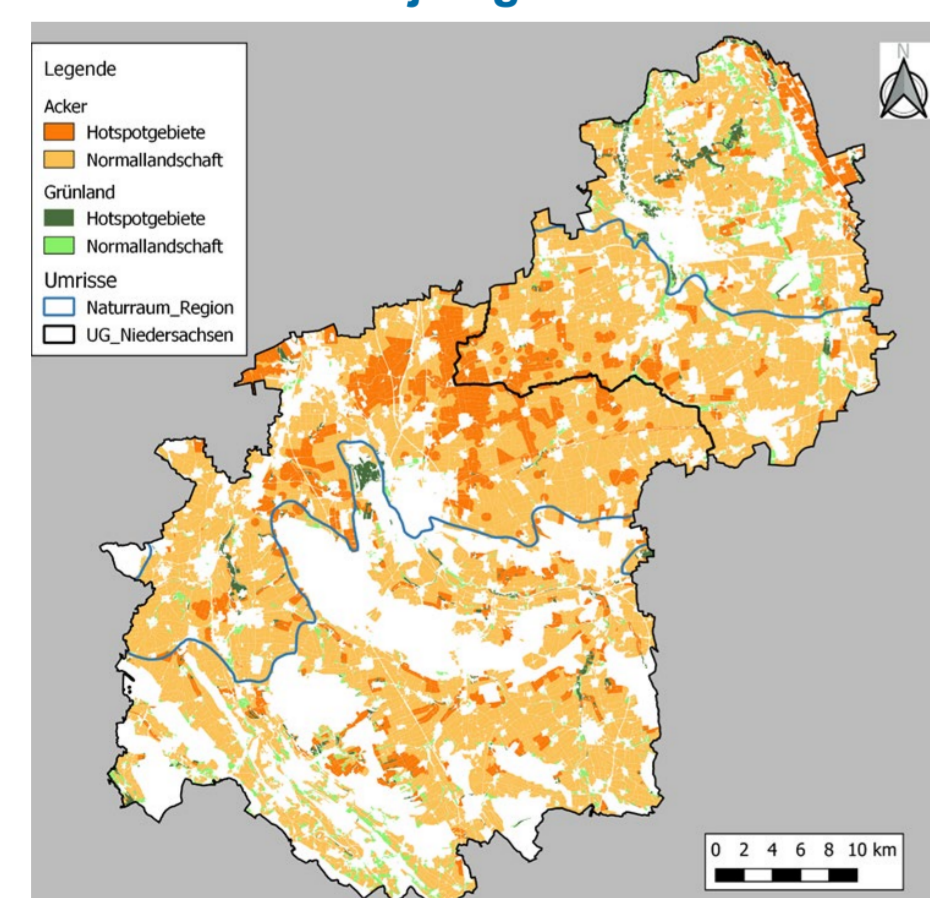 Legende
Acker
Hotspotgebiete
Normallandschaft
Grünland
Hotspotgebiete
Normallandschaft
Umrisse
Naturraum_Region
UG_Niedersachsen
N
0 2 4 6 8 10 km